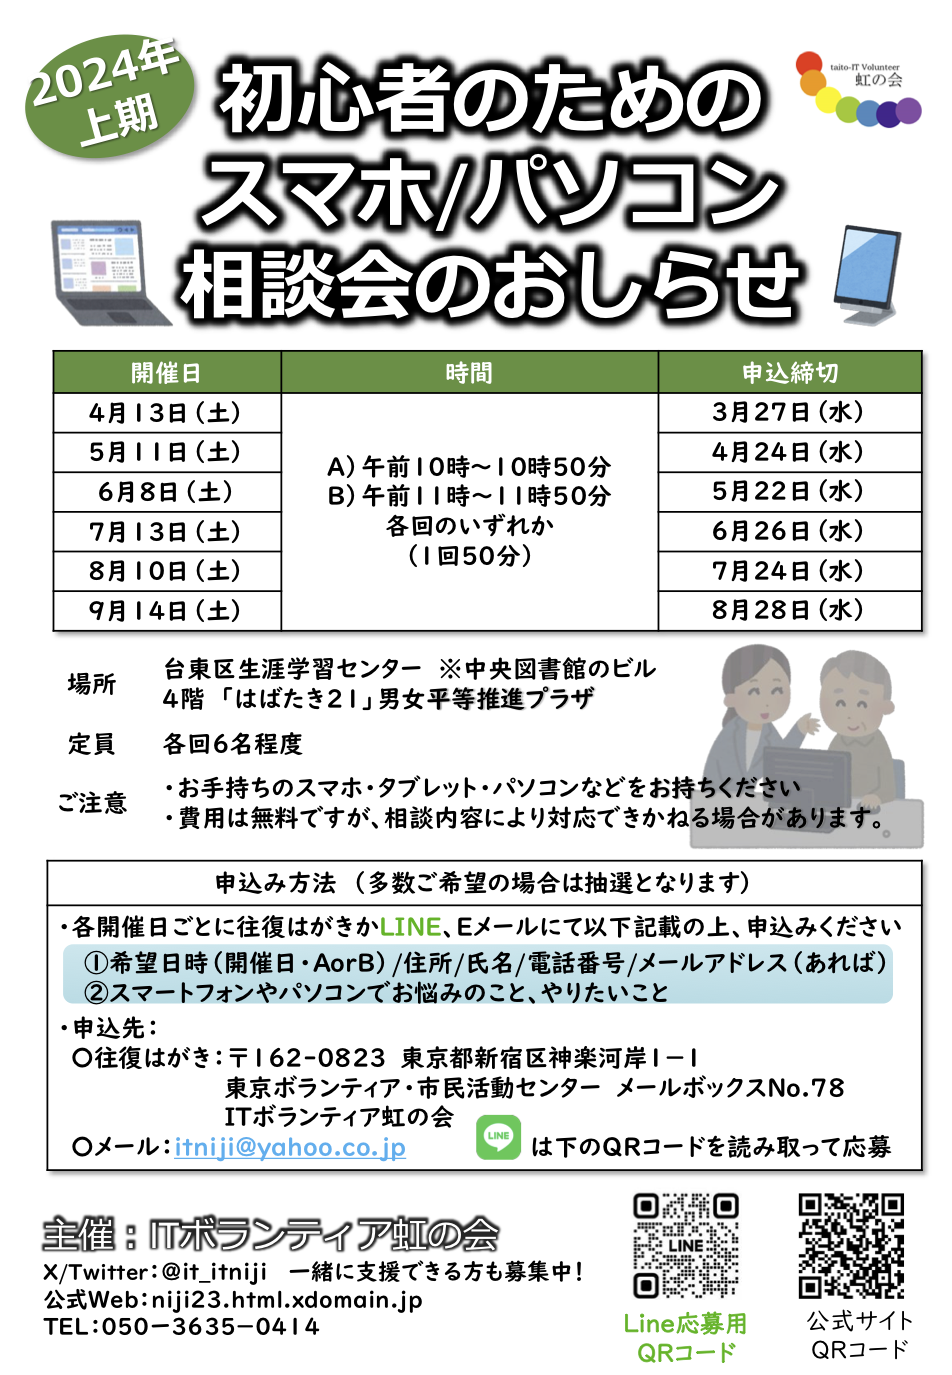 2024年
上期
初心者のための
スマホ/パソコン
相談会のおしらせ
taito-IT Volunteer
虹の会
開催日 時間 申込締切
4月13日(土) 3月27日(水)
5月11日(土) 4月24日(水)
6月8日(土) 5月22日(水)
7月13日(土) 6月26日(水)
8月10日(土) 7月24日(水)
9月14日(土) 8月28日(水)
A)午前10時～10時50分
B)午前11時～11時50分
各回のいずれか
(1回50分)
場所 台東区生涯学習センター ※中央図書館のビル
4階 「はばたき21」男女平等推進プラザ
定員 各回6名程度
ご注意 ・お手持ちのスマホ・タブレット・パソコンなどをお持ちください
・費用は無料ですが、相談内容により対応できかねる場合があります。
申込み方法 (多数ご希望の場合は抽選となります)
・各開催日ごとに往復はがきかLINE、Eメールにて以下記載の上、申込みください
①希望日時(開催日・AorB)/住所/氏名/電話番号/メールアドレス(あれば)
②スマートフォンやパソコンでお悩みのこと、やりたいこと
・申込先：
〇往復はがき：〒162-0823 東京都新宿区神楽河岸1－1
東京ボランティア・市民活動センター メールボックスNo.78
ITボランティア虹の会
〇メール：itniji@yahoo.co.jp LINE は下のQRコードを読み取って応募
主催：ITボランティア虹の会
X/Twitter：@it_itniji 一緒に支援できる方も募集中！
公式Web：niji23.html.xdomain.jp
TEL：050－3635－0414
LINE
Line応募用
QRコード
公式サイト
QRコード